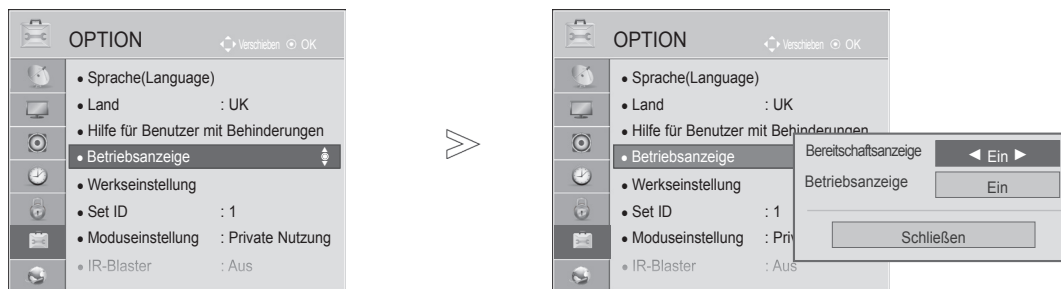 OPTION
Verschieben OK
• Sprache(Language)
• Land : UK
• Hilfe für Benutzer mit Behinderungen
• Betriebsanzeige
• Werkseinstellung
• Set ID : 1
• Moduseinstellung : Private Nutzung
• IR-Blaster : Aus
>
OPTION
Verschieben OK
• Sprache(Language)
• Land : UK
• Hilfe für Benutzer mit Behinderungen
• Betriebsanzeige
• Werkseinstellung
• Set ID : 1
• Moduseinstellung : Priv
• IR-Blaster : Aus
Bereitschaftsanzeige ◀ Ein ▶
Betriebsanzeige Ein
Schließen